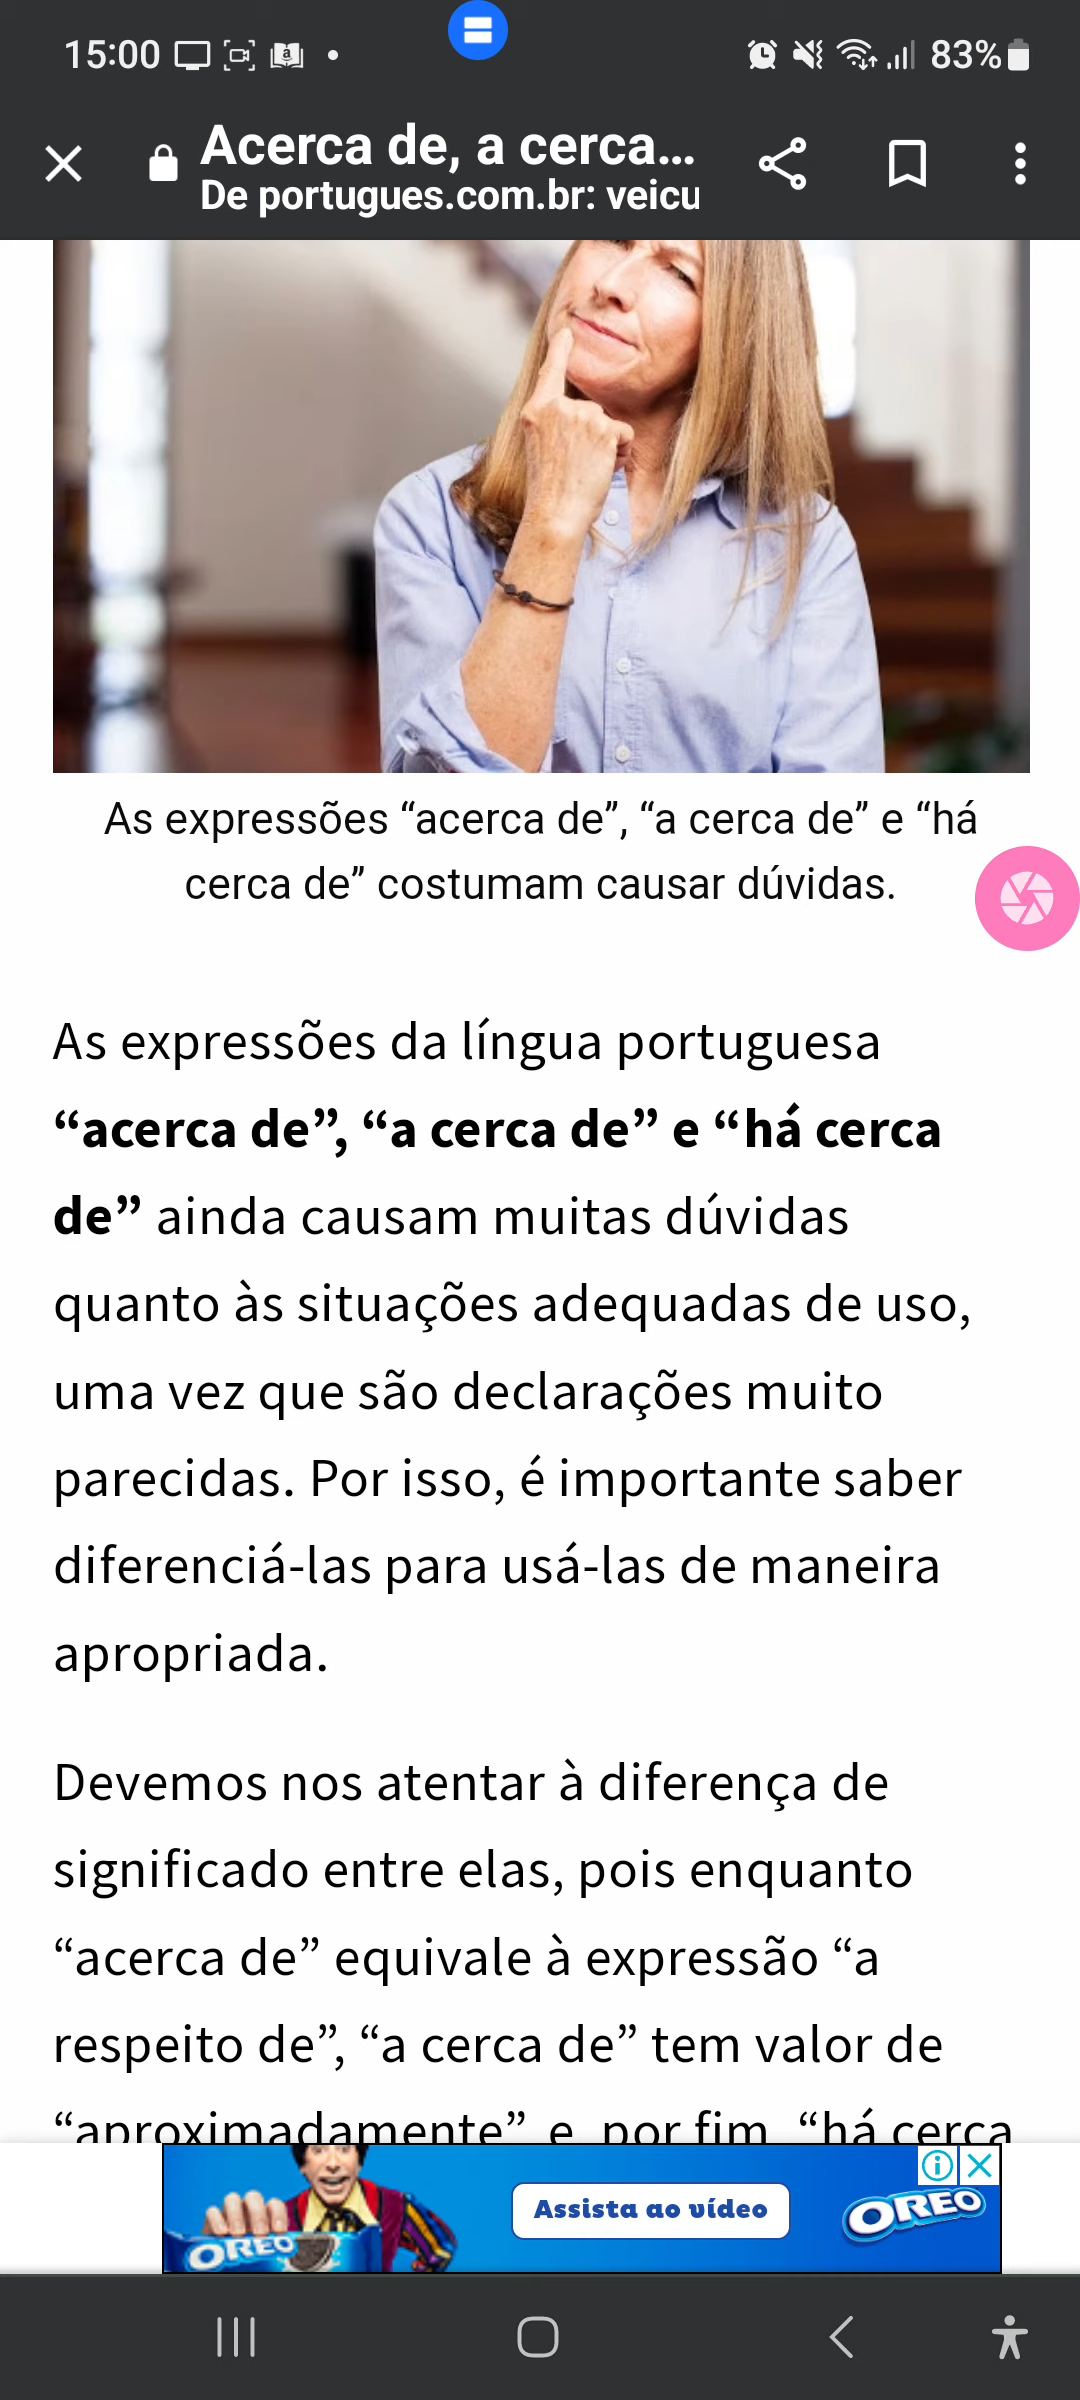 15:00
83%
Acerca de, a cerca...
De portugues.com.br: veicu
As expressões “acerca de”, “a cerca de” e “há
cerca de” costumam causar dúvidas.
As expressões da língua portuguesa
“acerca de”, “a cerca de” e “há cerca
de” ainda causam muitas dúvidas
quanto às situações adequadas de uso,
uma vez que são declarações muito
parecidas. Por isso, é importante saber
diferenciá-las para usá-las de maneira
apropriada.
Devemos nos atentar à diferença de
significado entre elas, pois enquanto
“acerca de” equivale à expressão “a
respeito de”, “a cerca de” tem valor de
“aproximadamente” e, por fim, “há cerca
OREO
Assista ao vídeo
OREO